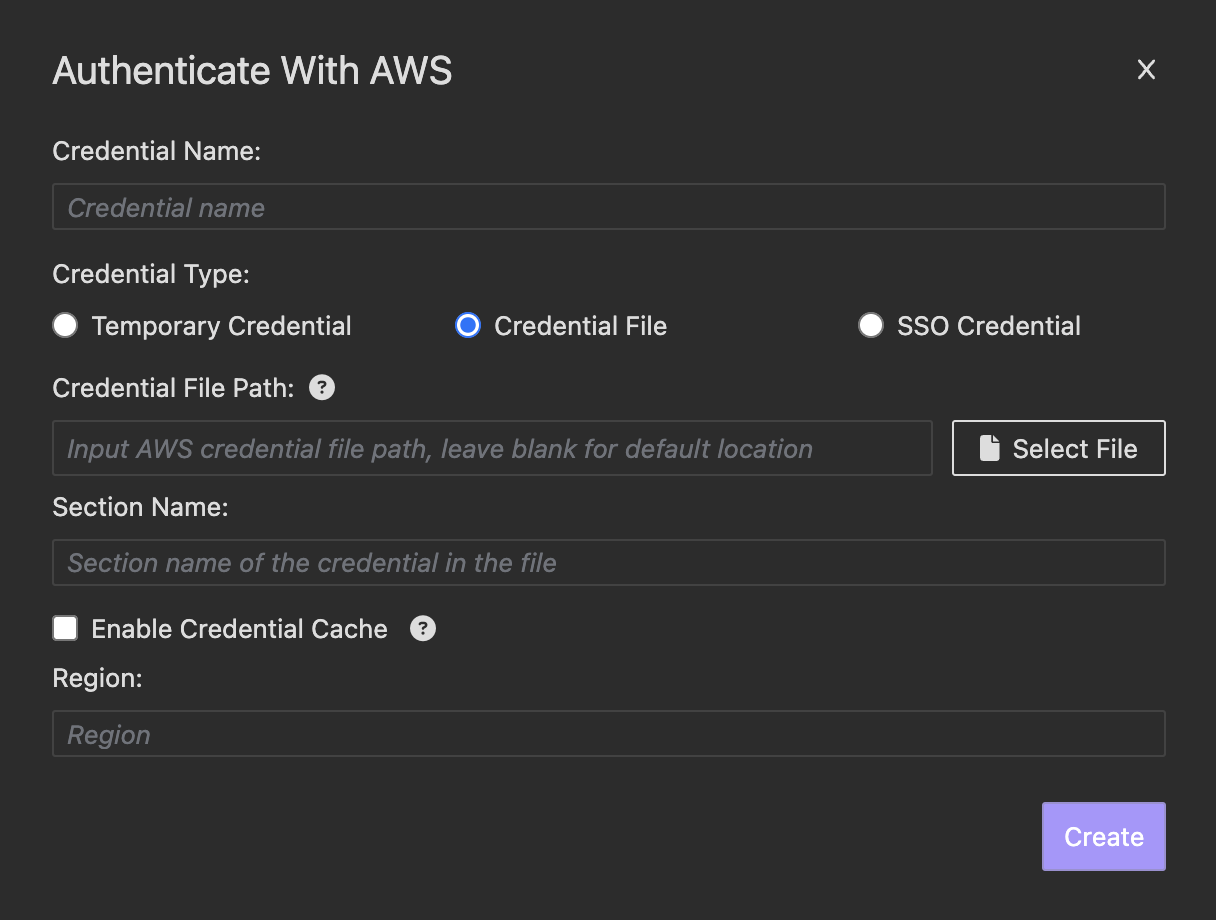 Authenticate With AWS
Credential Name:
Credential name
Credential Type:
Temporary Credential Credential File SSO Credential
Credential File Path: ?
Input AWS credential file path, leave blank for default location Select File
Section Name:
Section name of the credential in the file
Enable Credential Cache ?
Region:
Region
Create